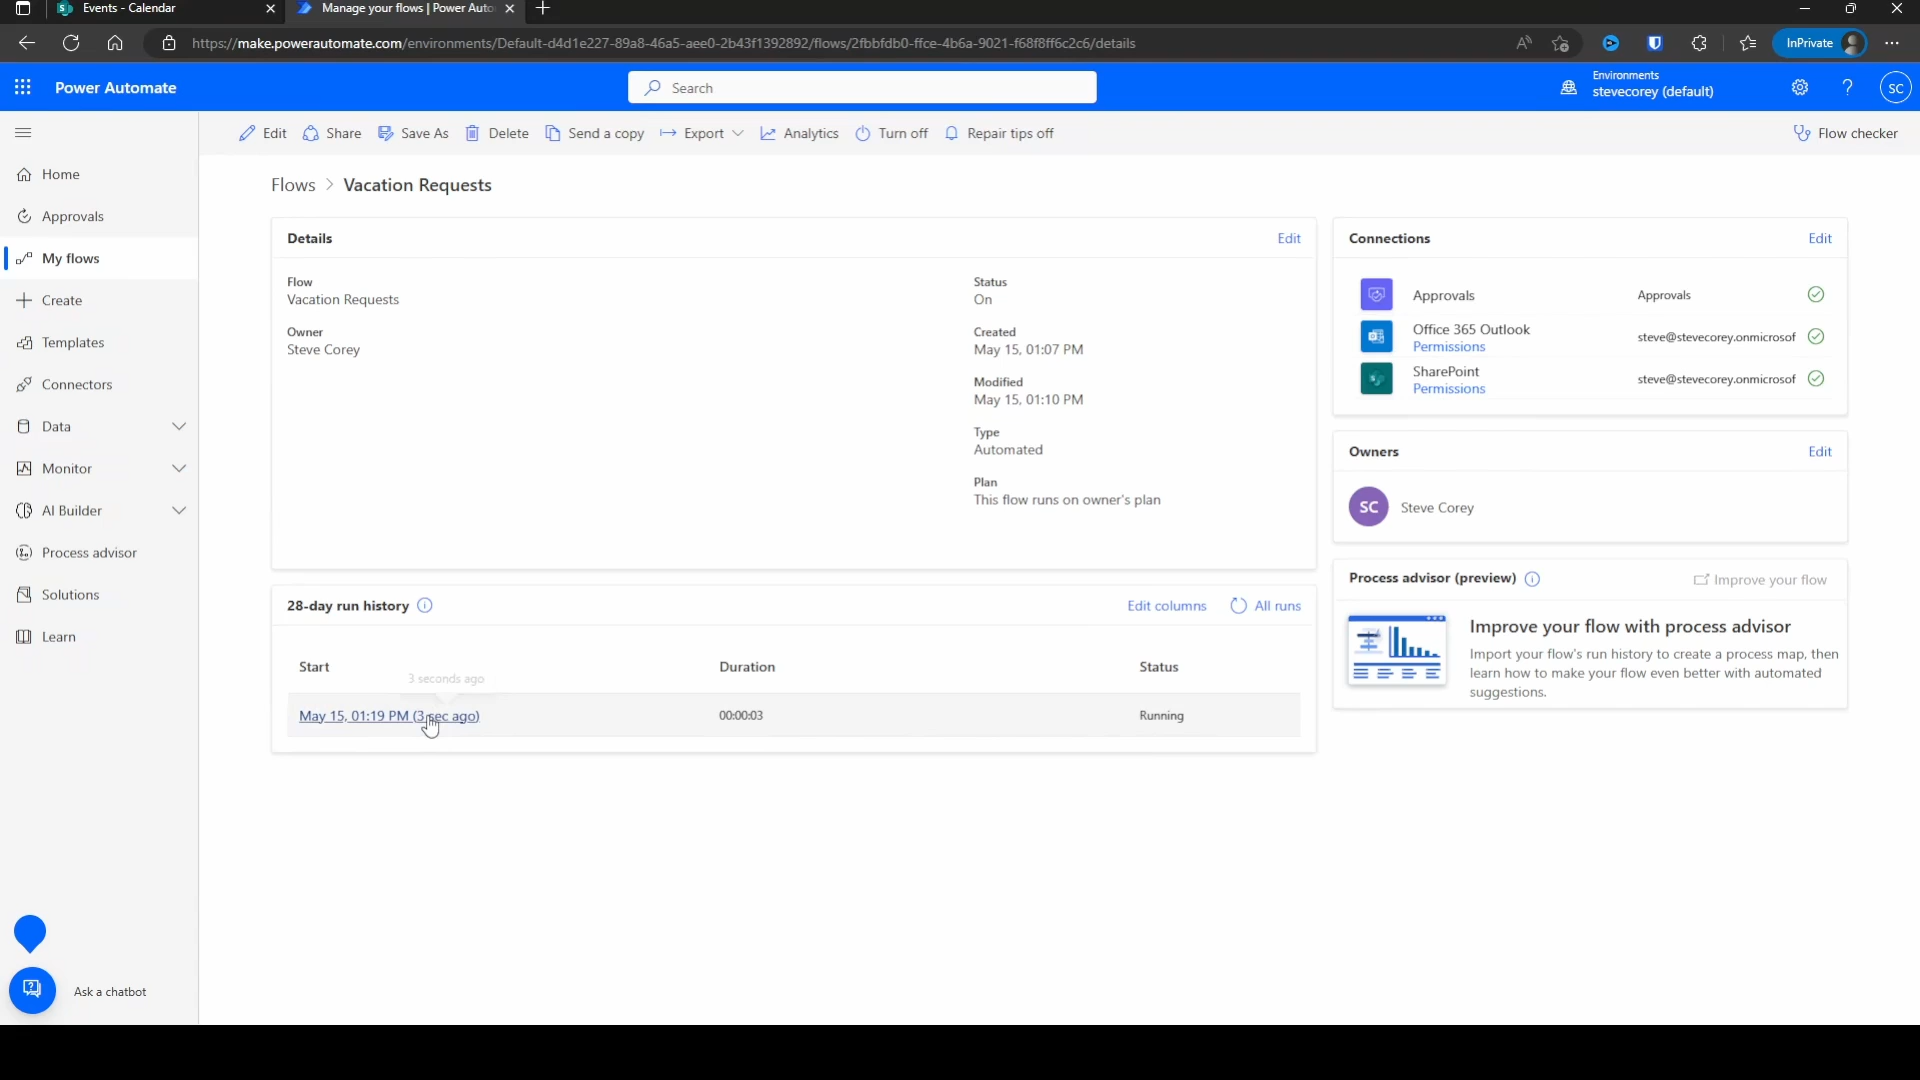 Events - Calendar
Manage your flows | Power Auto
https://make.powerautomate.com/environments/Default-d4d1e227-89a8-46a5-aee0-2b43f1392892/flows/2fbbfdb0-ffce-4b6a-9021-f68f8ff6c2c6/details
InPrivate
Power Automate
Search
Environments
stevecorey (default)
SC
Edit
Share
Save As
Delete
Send a copy
Export
Analytics
Turn off
Repair tips off
Flow checker
Home
Approvals
My flows
Create
Templates
Connectors
Data
Monitor
AI Builder
Process advisor
Solutions
Learn
Ask a chatbot
Flows > Vacation Requests
Details
Edit
Flow
Vacation Requests
Owner
Steve Corey
Status
On
Created
May 15, 01:07 PM
Modified
May 15, 01:10 PM
Type
Automated
Plan
This flow runs on owner's plan
28-day run history
Edit columns
All runs
Start
Duration
Status
3 seconds ago
May 15, 01:19 PM (3 sec ago)
00:00:03
Running
Connections
Edit
Approvals
Approvals
Office 365 Outlook
Permissions
steve@stevecorey.onmicrosof
SharePoint
Permissions
steve@stevecorey.onmicrosof
Owners
Edit
SC
Steve Corey
Process advisor (preview)
Improve your flow
Improve your flow with process advisor
Import your flow's run history to create a process map, then
learn how to make your flow even better with automated
suggestions.